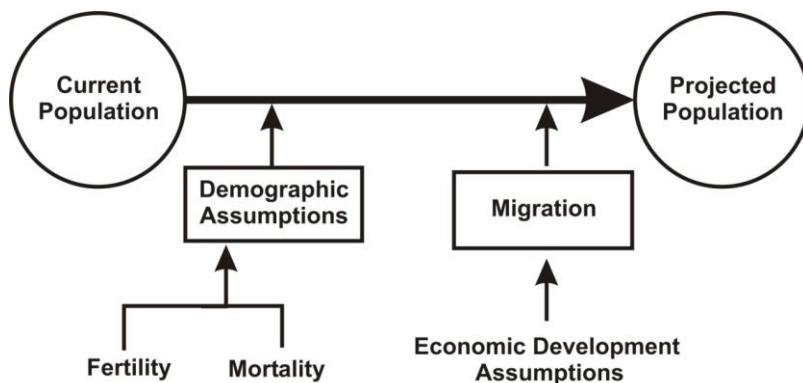 Current
Population
Projected
Population
Demographic
Assumptions
Migration
Fertility
Mortality
Economic Development
Assumptions